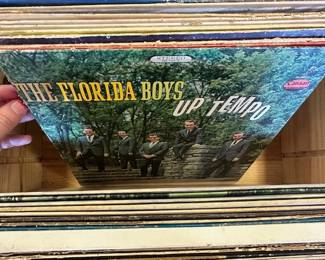 STEREO
THE FLORIDA BOYS
UP TEMPO